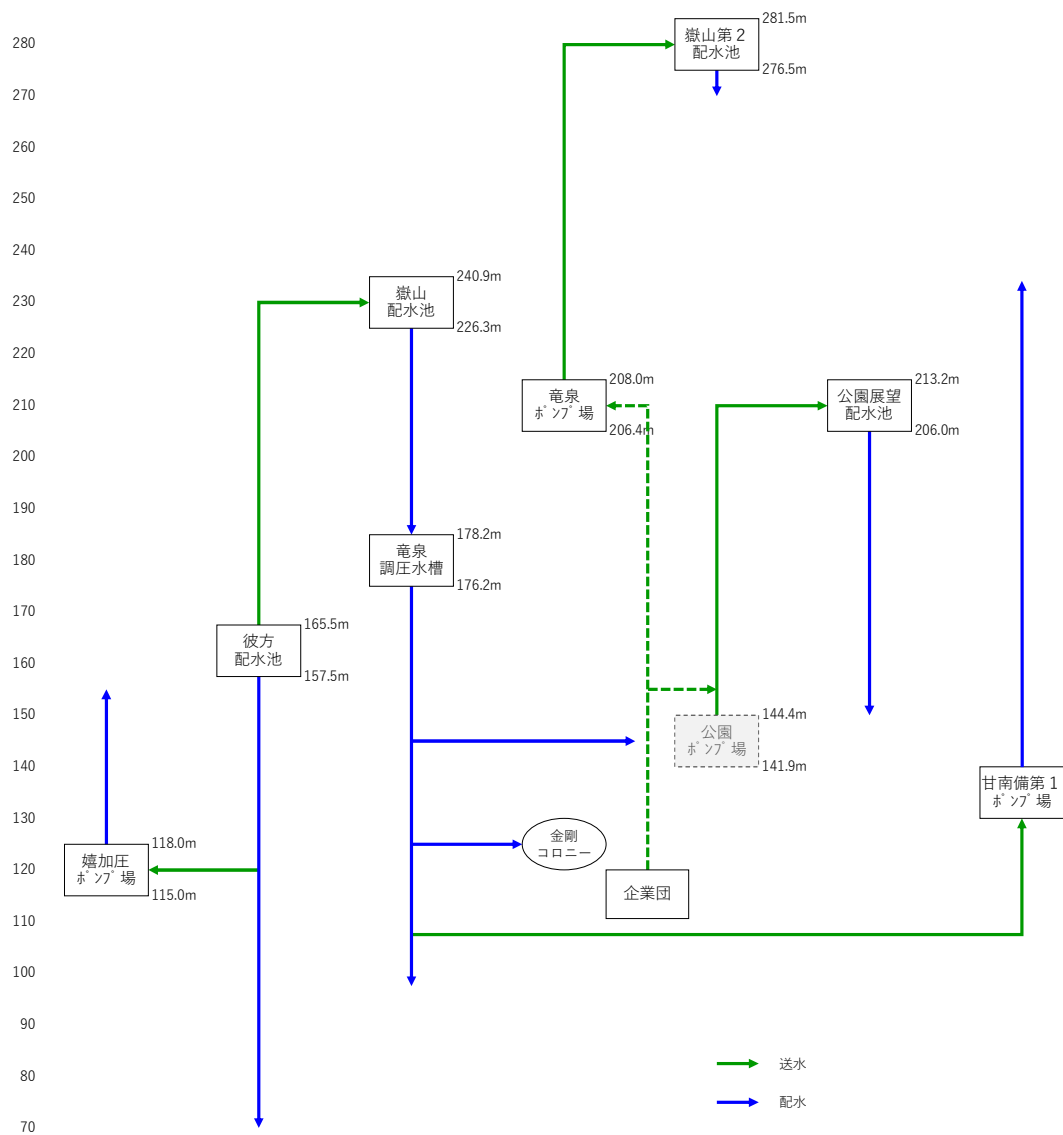 280
270
260
250
240
230
220
210
200
190
180
170
160
150
140
130
120
110
100
90
80
70
嶽山第２
配水池
281.5m
276.5m
嶽山
配水池
240.9m
226.3m
竜泉
ﾎﾟﾝﾌﾟ場
208.0m
206.4m
公園展望
配水池
213.2m
206.0m
竜泉
調圧水槽
178.2m
176.2m
彼方
配水池
165.5m
157.5m
公園
ﾎﾟﾝﾌﾟ場
144.4m
141.9m
甘南備第１
ﾎﾟﾝﾌﾟ場
嬉加圧
ﾎﾟﾝﾌﾟ場
118.0m
115.0m
金剛
コロニー
企業団
送水
配水